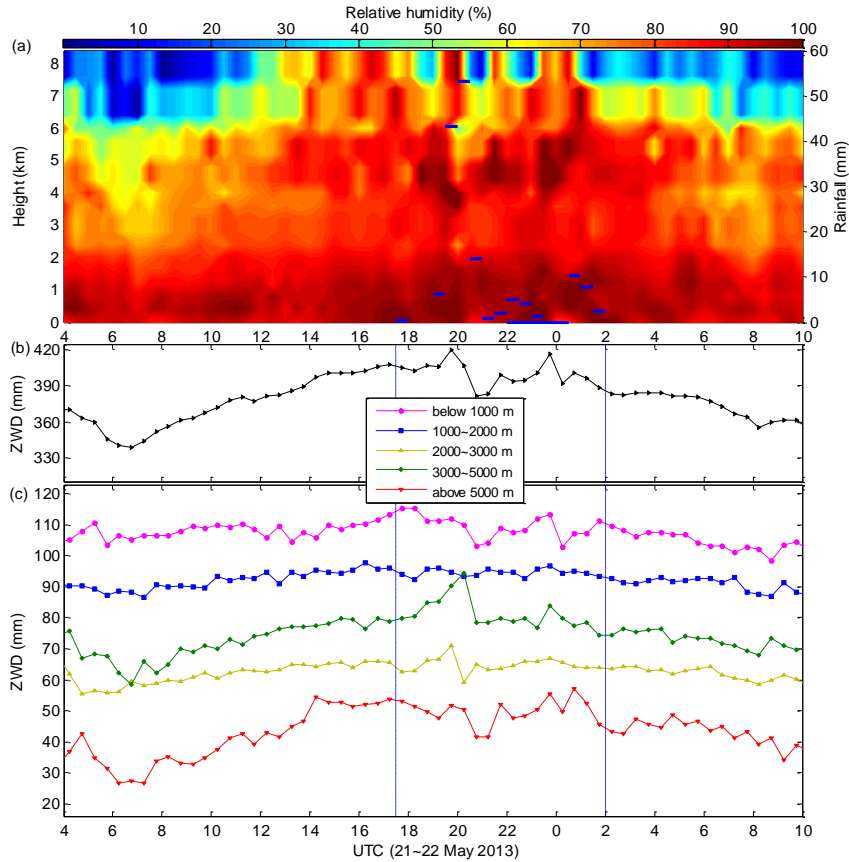 Relative humidity (%)
(a) 10 20 30 40 50 60 70 80 90 100
8 7 6 5 4 3 2 1 0
Height (km)
60 50 40 30 20 10 0
Rainfall (mm)
4 6 8 10 12 14 16 18 20 22 0 2 4 6 8 10
(b)
420 390 360 330
ZWD (mm)
below 1000 m
1000~2000 m
2000~3000 m
3000~5000 m
above 5000 m
(c)
120 110 100 90 80 70 60 50 40 30 20
ZWD (mm)
4 6 8 10 12 14 16 18 20 22 0 2 4 6 8 10
UTC (21~22 May 2013)